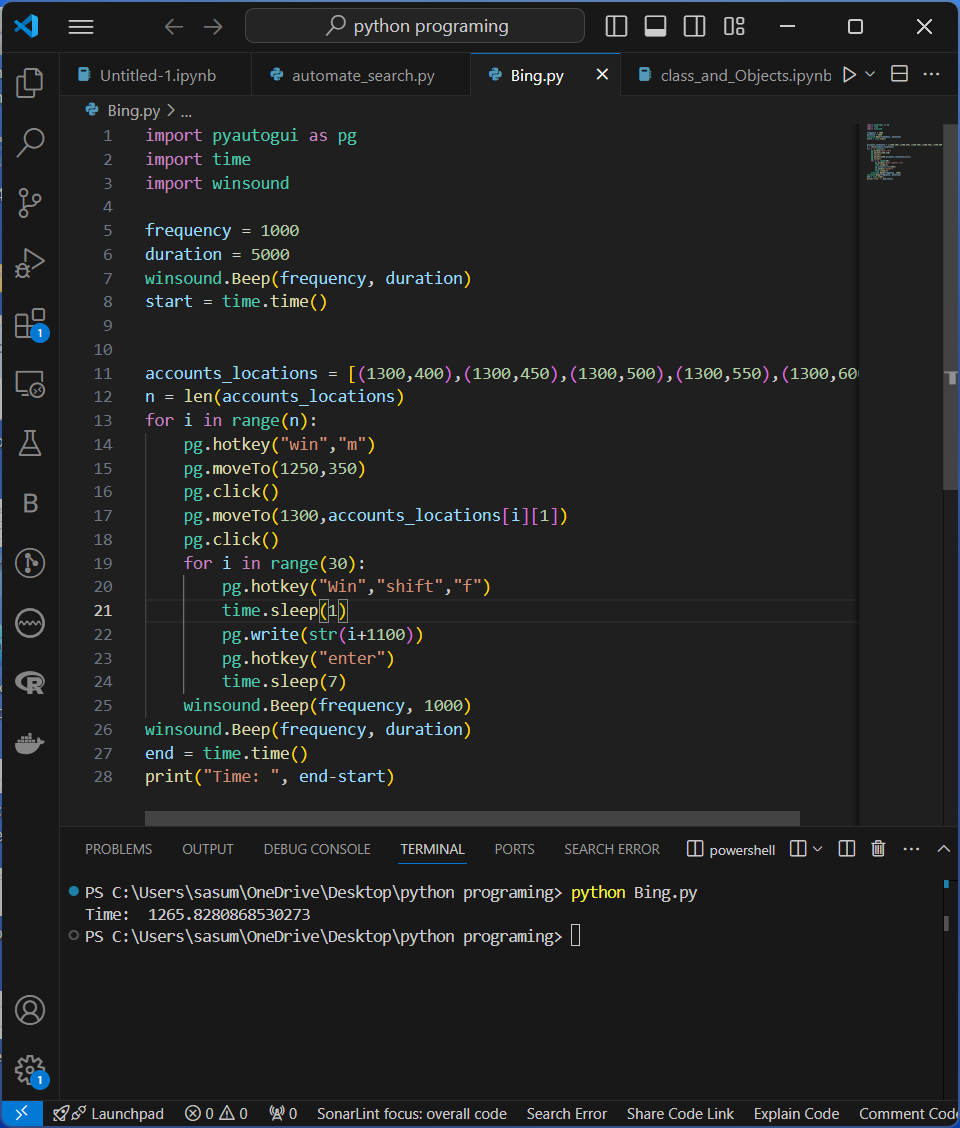 python programing
Untitled-1.ipynb
automate_search.py
Bing.py
class_and_Objects.ipynb
Bing.py > ...
1 import pyautogui as pg
2 import time
3 import winsound
4
5 frequency = 1000
6 duration = 5000
7 winsound.Beep(frequency, duration)
8 start = time.time()
9
10
11 accounts_locations = [(1300,400),(1300,450),(1300,500),(1300,550),(1300,600
12 n = len(accounts_locations)
13 for i in range(n):
14     pg.hotkey("win","m")
15     pg.moveTo(1250,350)
16     pg.click()
17     pg.moveTo(1300,accounts_locations[i][1])
18     pg.click()
19     for i in range(30):
20         pg.hotkey("Win","shift","f")
21         time.sleep(1)
22         pg.write(str(i+1100))
23         pg.hotkey("enter")
24         time.sleep(7)
25     winsound.Beep(frequency, 1000)
26 winsound.Beep(frequency, duration)
27 end = time.time()
28 print("Time: ", end-start)
1
B
R
PROBLEMS OUTPUT DEBUG CONSOLE TERMINAL PORTS SEARCH ERROR powershell
PS C:\Users\sasum\OneDrive\Desktop\python programing> python Bing.py
Time:  1265.8280868530273
PS C:\Users\sasum\OneDrive\Desktop\python programing>
1
Launchpad 0 0 0 SonarLint focus: overall code Search Error Share Code Link Explain Code Comment Code